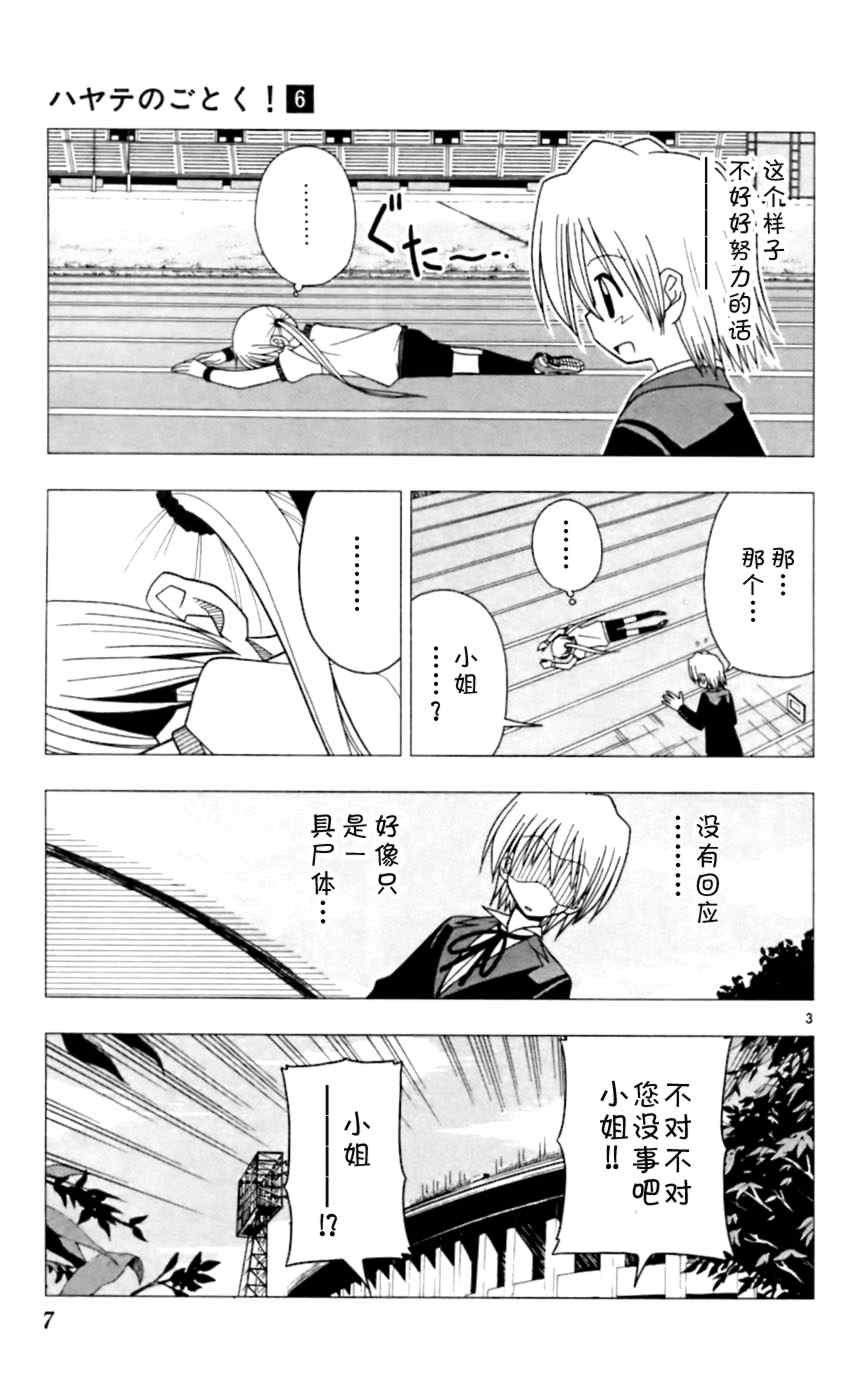 ハヤテのごとく！6
这个样子
不好好努力的话
————
ぐた～…
………
那…
那个…
……
小姐
……?
………
没有回应
………
好像只
是一
具尸体…
3
不对不对
您没事吧
小姐!!
小姐
————!?
7